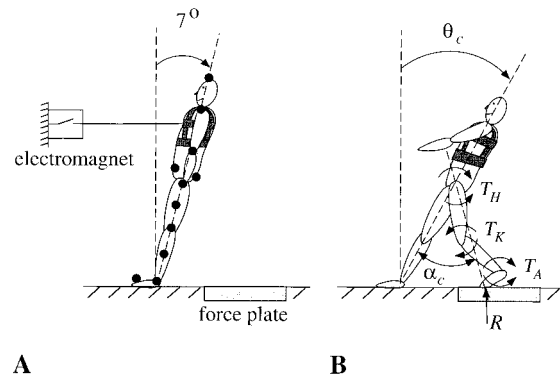 7°
θc
electromagnet
TH
TK
TA
αc
force plate
R
A
B